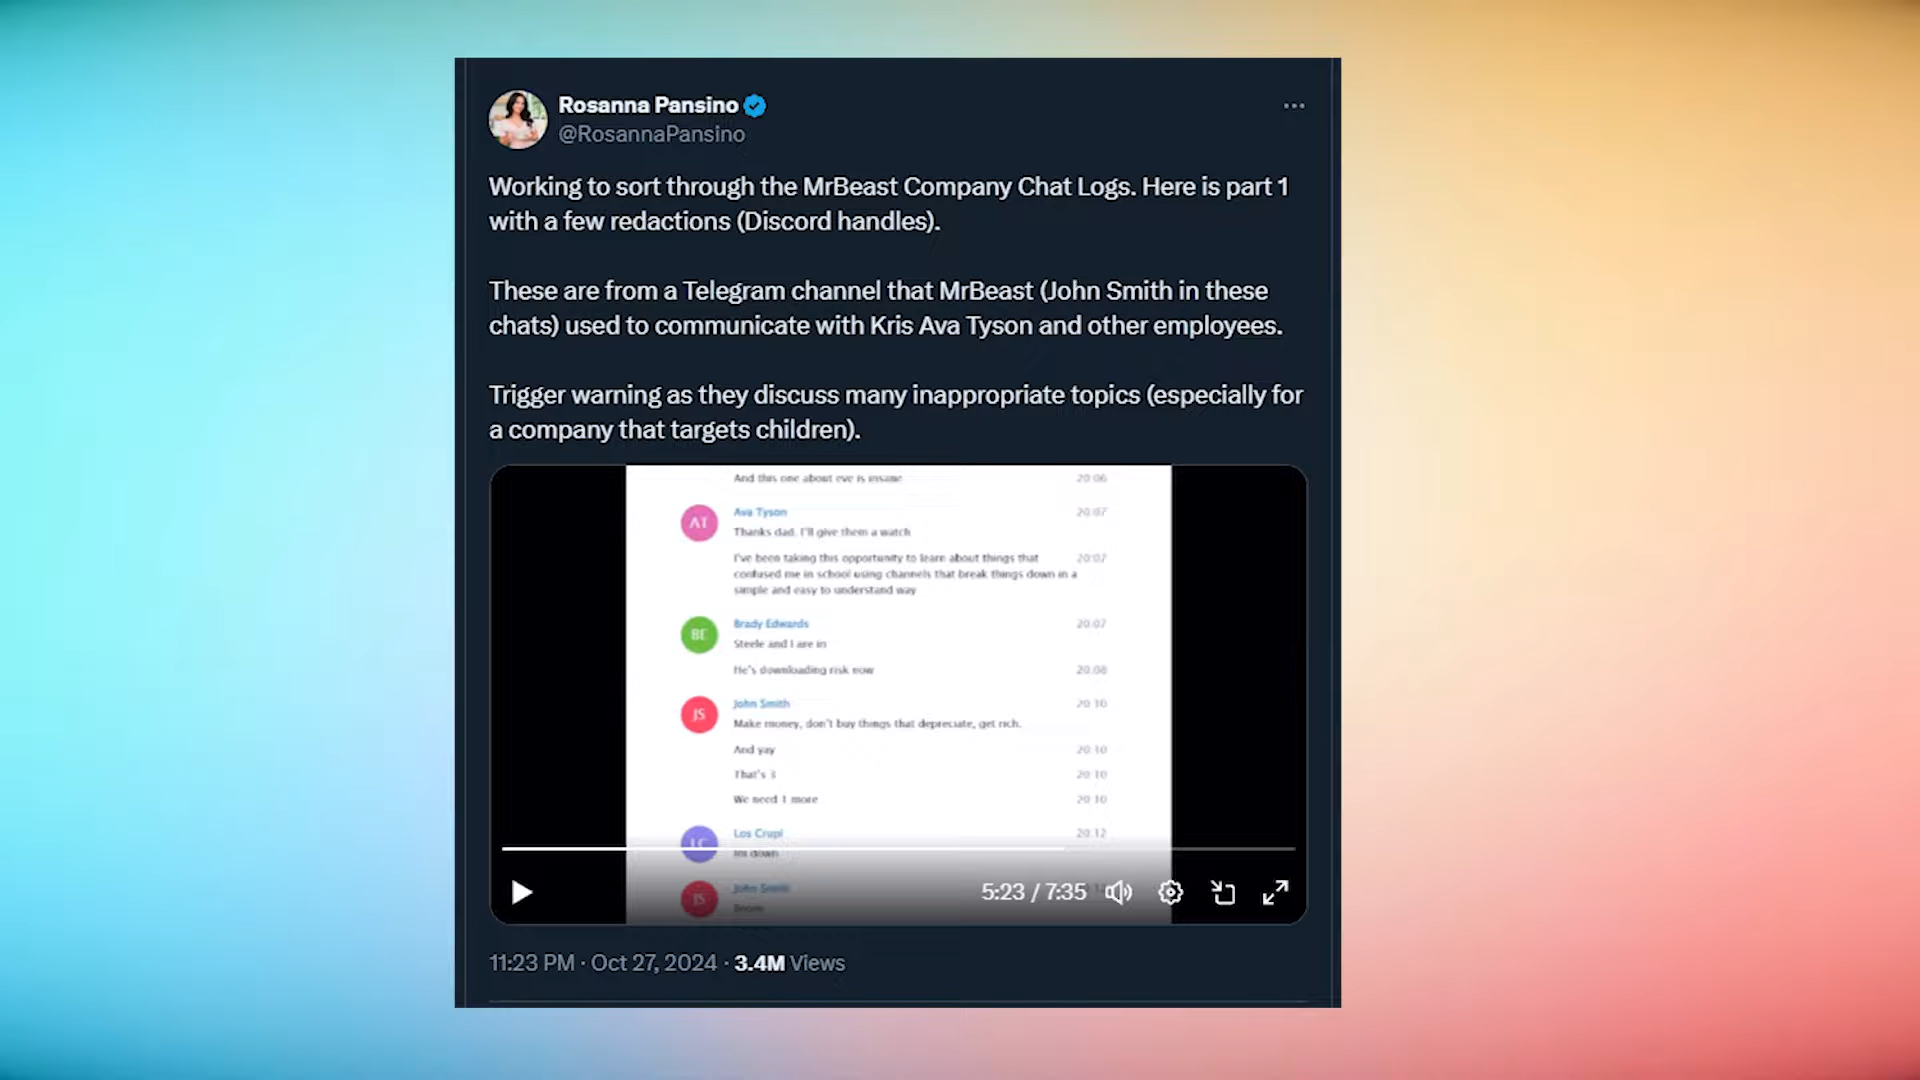 Rosanna Pansino
@RosannaPansino
Working to sort through the MrBeast Company Chat Logs. Here is part 1
with a few redactions (Discord handles).
These are from a Telegram channel that MrBeast (John Smith in these
chats) used to communicate with Kris Ava Tyson and other employees.
Trigger warning as they discuss many inappropriate topics (especially for
a company that targets children).
And this one about eve is insane 20:06
AT Ava Tyson 20:07
Thanks dad. I'll give them a watch
I've been taking this opportunity to learn about things that 20:07
confused me in school using channels that break things down in a
simple and easy to understand way
BE Brady Edwards 20:07
Steele and I are in
He's downloading risk now 20:08
JS John Smith 20:10
Make money, don't buy things that depreciate, get rich.
And yay 20:10
That's 3 20:10
We need 1 more 20:10
LC Los Crupi 20:12
Im down
JS John Smith
Boom
5:23 / 7:35
11:23 PM · Oct 27, 2024 · 3.4M Views